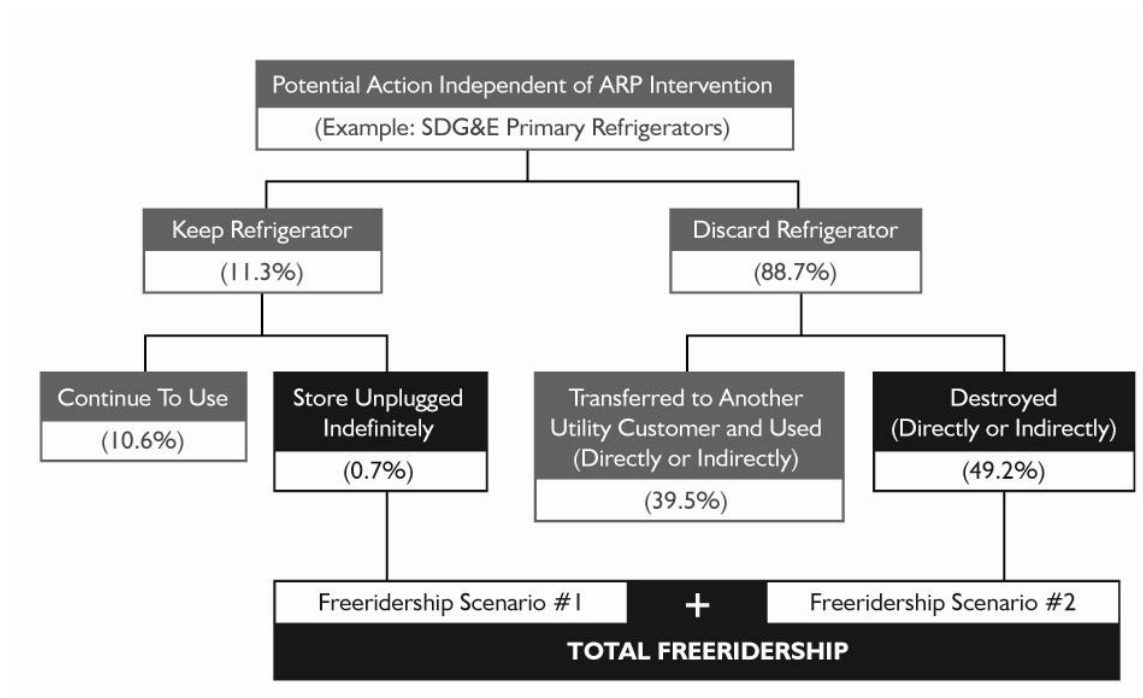 Potential Action Independent of ARP Intervention
(Example: SDG&E Primary Refrigerators)
Keep Refrigerator
(11.3%)
Discard Refrigerator
(88.7%)
Continue To Use
(10.6%)
Store Unplugged
Indefinitely
(0.7%)
Transferred to Another
Utility Customer and Used
(Directly or Indirectly)
(39.5%)
Destroyed
(Directly or Indirectly)
(49.2%)
Freeridership Scenario #1
+
Freeridership Scenario #2
TOTAL FREERIDERSHIP